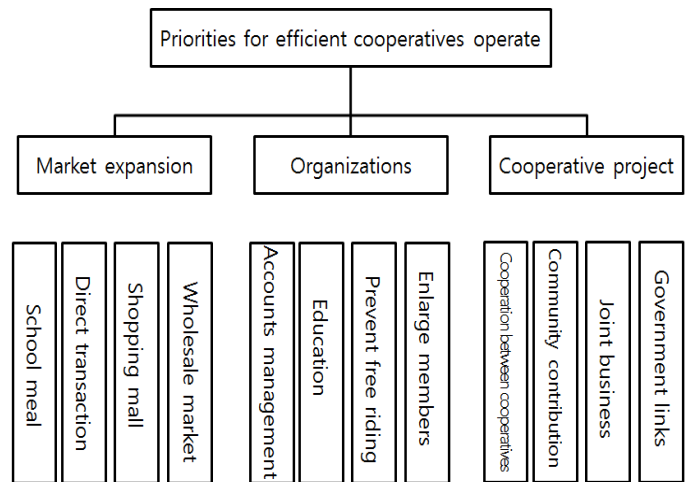 Priorities for efficient cooperatives operate
Market expansion
Organizations
Cooperative project
School meal
Direct transaction
Shopping mall
Wholesale market
Accounts management
Education
Prevent free riding
Enlarge members
Cooperation between cooperatives
Community contribution
Joint business
Government links